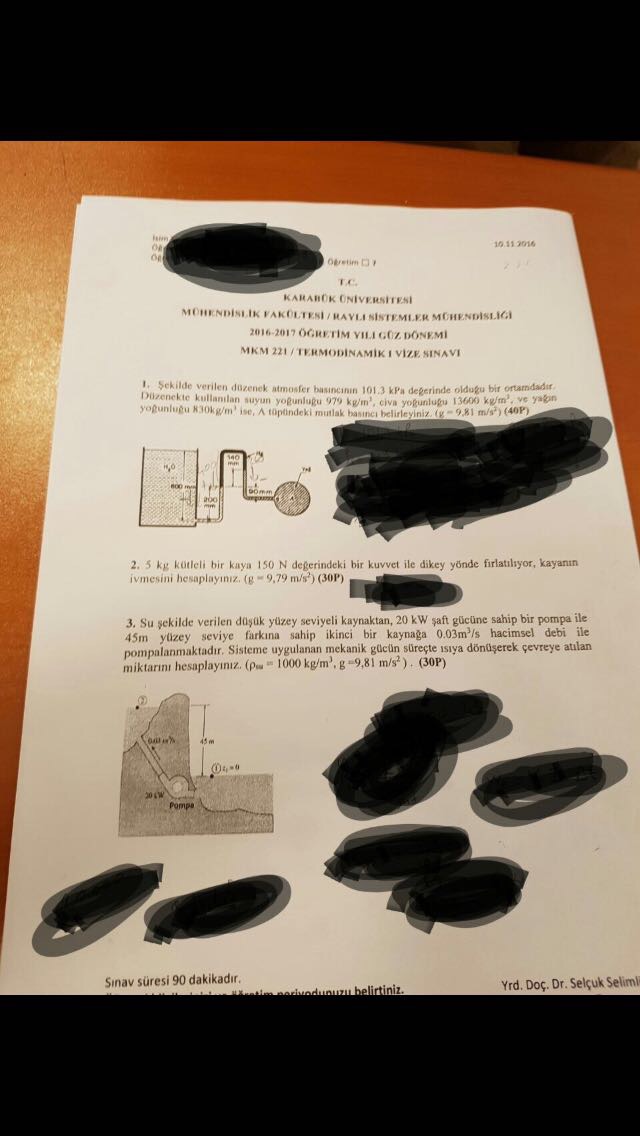 İsim
Öğr
Öğr
Öğretim □ ?
10.11.2016
T.C.
KARABÜK ÜNİVERSİTESİ
MÜHENDİSLİK FAKÜLTESİ / RAYLI SİSTEMLER MÜHENDİSLİĞİ
2016-2017 ÖĞRETİM YILI GÜZ DÖNEMİ
MKM 221 / TERMODİNAMİK I VİZE SINAVI
1. Şekilde verilen düzenek atmosfer basıncının 101.3 kPa değerinde olduğu bir ortamdadır.
Düzenekte kullanılan suyun yoğunluğu 979 kg/m³, civa yoğunluğu 13600 kg/m³, ve yağın
yoğunluğu 830kg/m³ ise, A tüpündeki mutlak basıncı belirleyiniz. (g = 9,81 m/s²) (40P)
H₂O
600 mm
200 mm
140 mm
90 mm
Yağ
A
2. 5 kg kütleli bir kaya 150 N değerindeki bir kuvvet ile dikey yönde fırlatılıyor, kayanın
ivmesini hesaplayınız. (g = 9,79 m/s²) (30P)
3. Su şekilde verilen düşük yüzey seviyeli kaynaktan, 20 kW şaft gücüne sahip bir pompa ile
45m yüzey seviye farkına sahip ikinci bir kaynağa 0.03m³/s hacimsel debi ile
pompalanmaktadır. Sisteme uygulanan mekanik gücün süreçte ısıya dönüşerek çevreye atılan
miktarını hesaplayınız. (ρsu = 1000 kg/m³, g =9,81 m/s² ) . (30P)
2
0.03 m³/s
45 m
1 z₁=0
20 kW
Pompa
Sınav süresi 90 dakikadır.
öğretim periyodunuzu belirtiniz.
Yrd. Doç. Dr. Selçuk Selimli